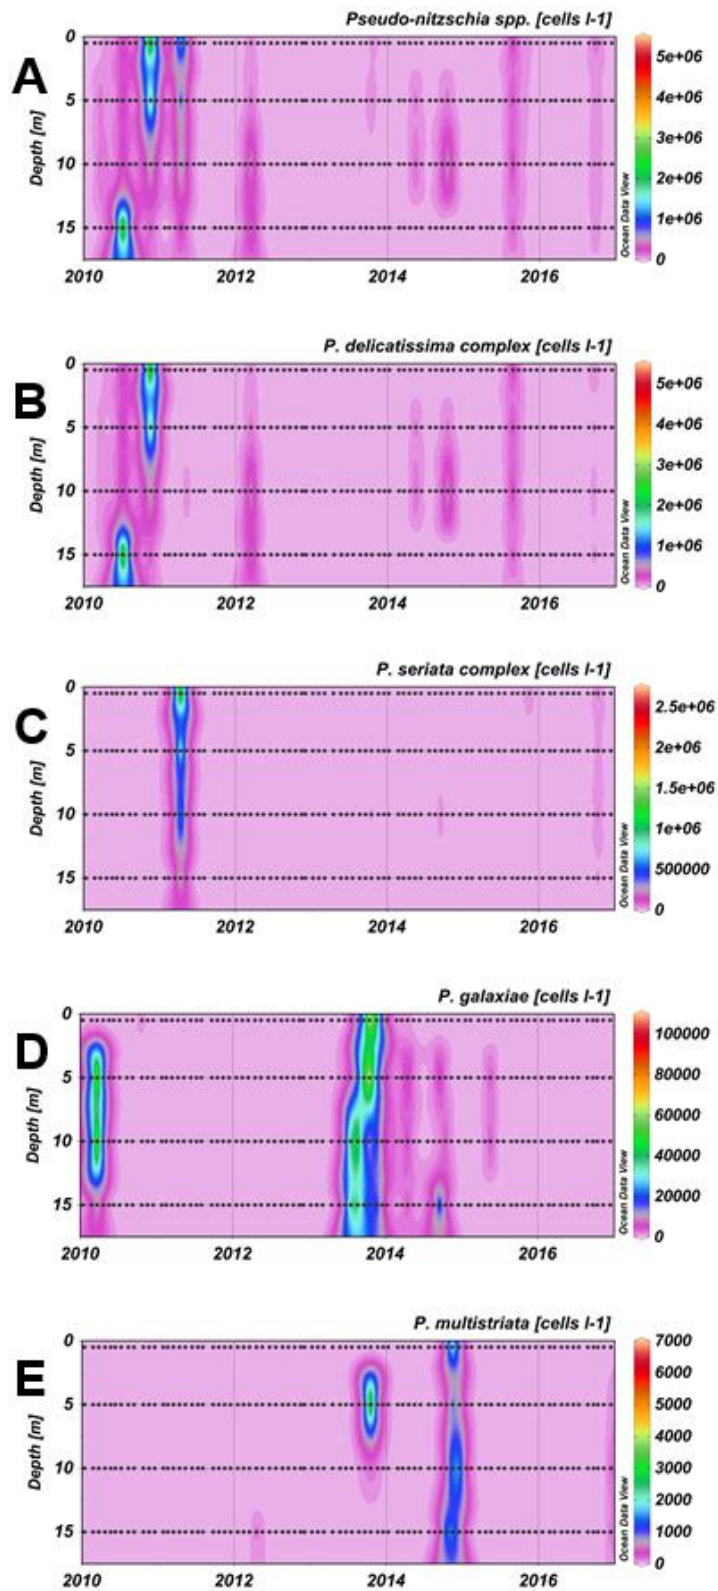 Pseudo-nitzschia spp. [cells l-1]
A
Depth [m]
0
5
10
15
2010 2012 2014 2016
Ocean Data View
5e+06
4e+06
3e+06
2e+06
1e+06
0
P. delicatissima complex [cells l-1]
B
Depth [m]
0
5
10
15
2010 2012 2014 2016
Ocean Data View
5e+06
4e+06
3e+06
2e+06
1e+06
0
P. seriata complex [cells l-1]
C
Depth [m]
0
5
10
15
2010 2012 2014 2016
Ocean Data View
2.5e+06
2e+06
1.5e+06
1e+06
500000
0
P. galaxiae [cells l-1]
D
Depth [m]
0
5
10
15
2010 2012 2014 2016
Ocean Data View
100000
80000
60000
40000
20000
0
P. multistriata [cells l-1]
E
Depth [m]
0
5
10
15
2010 2012 2014 2016
Ocean Data View
7000
6000
5000
4000
3000
2000
1000
0